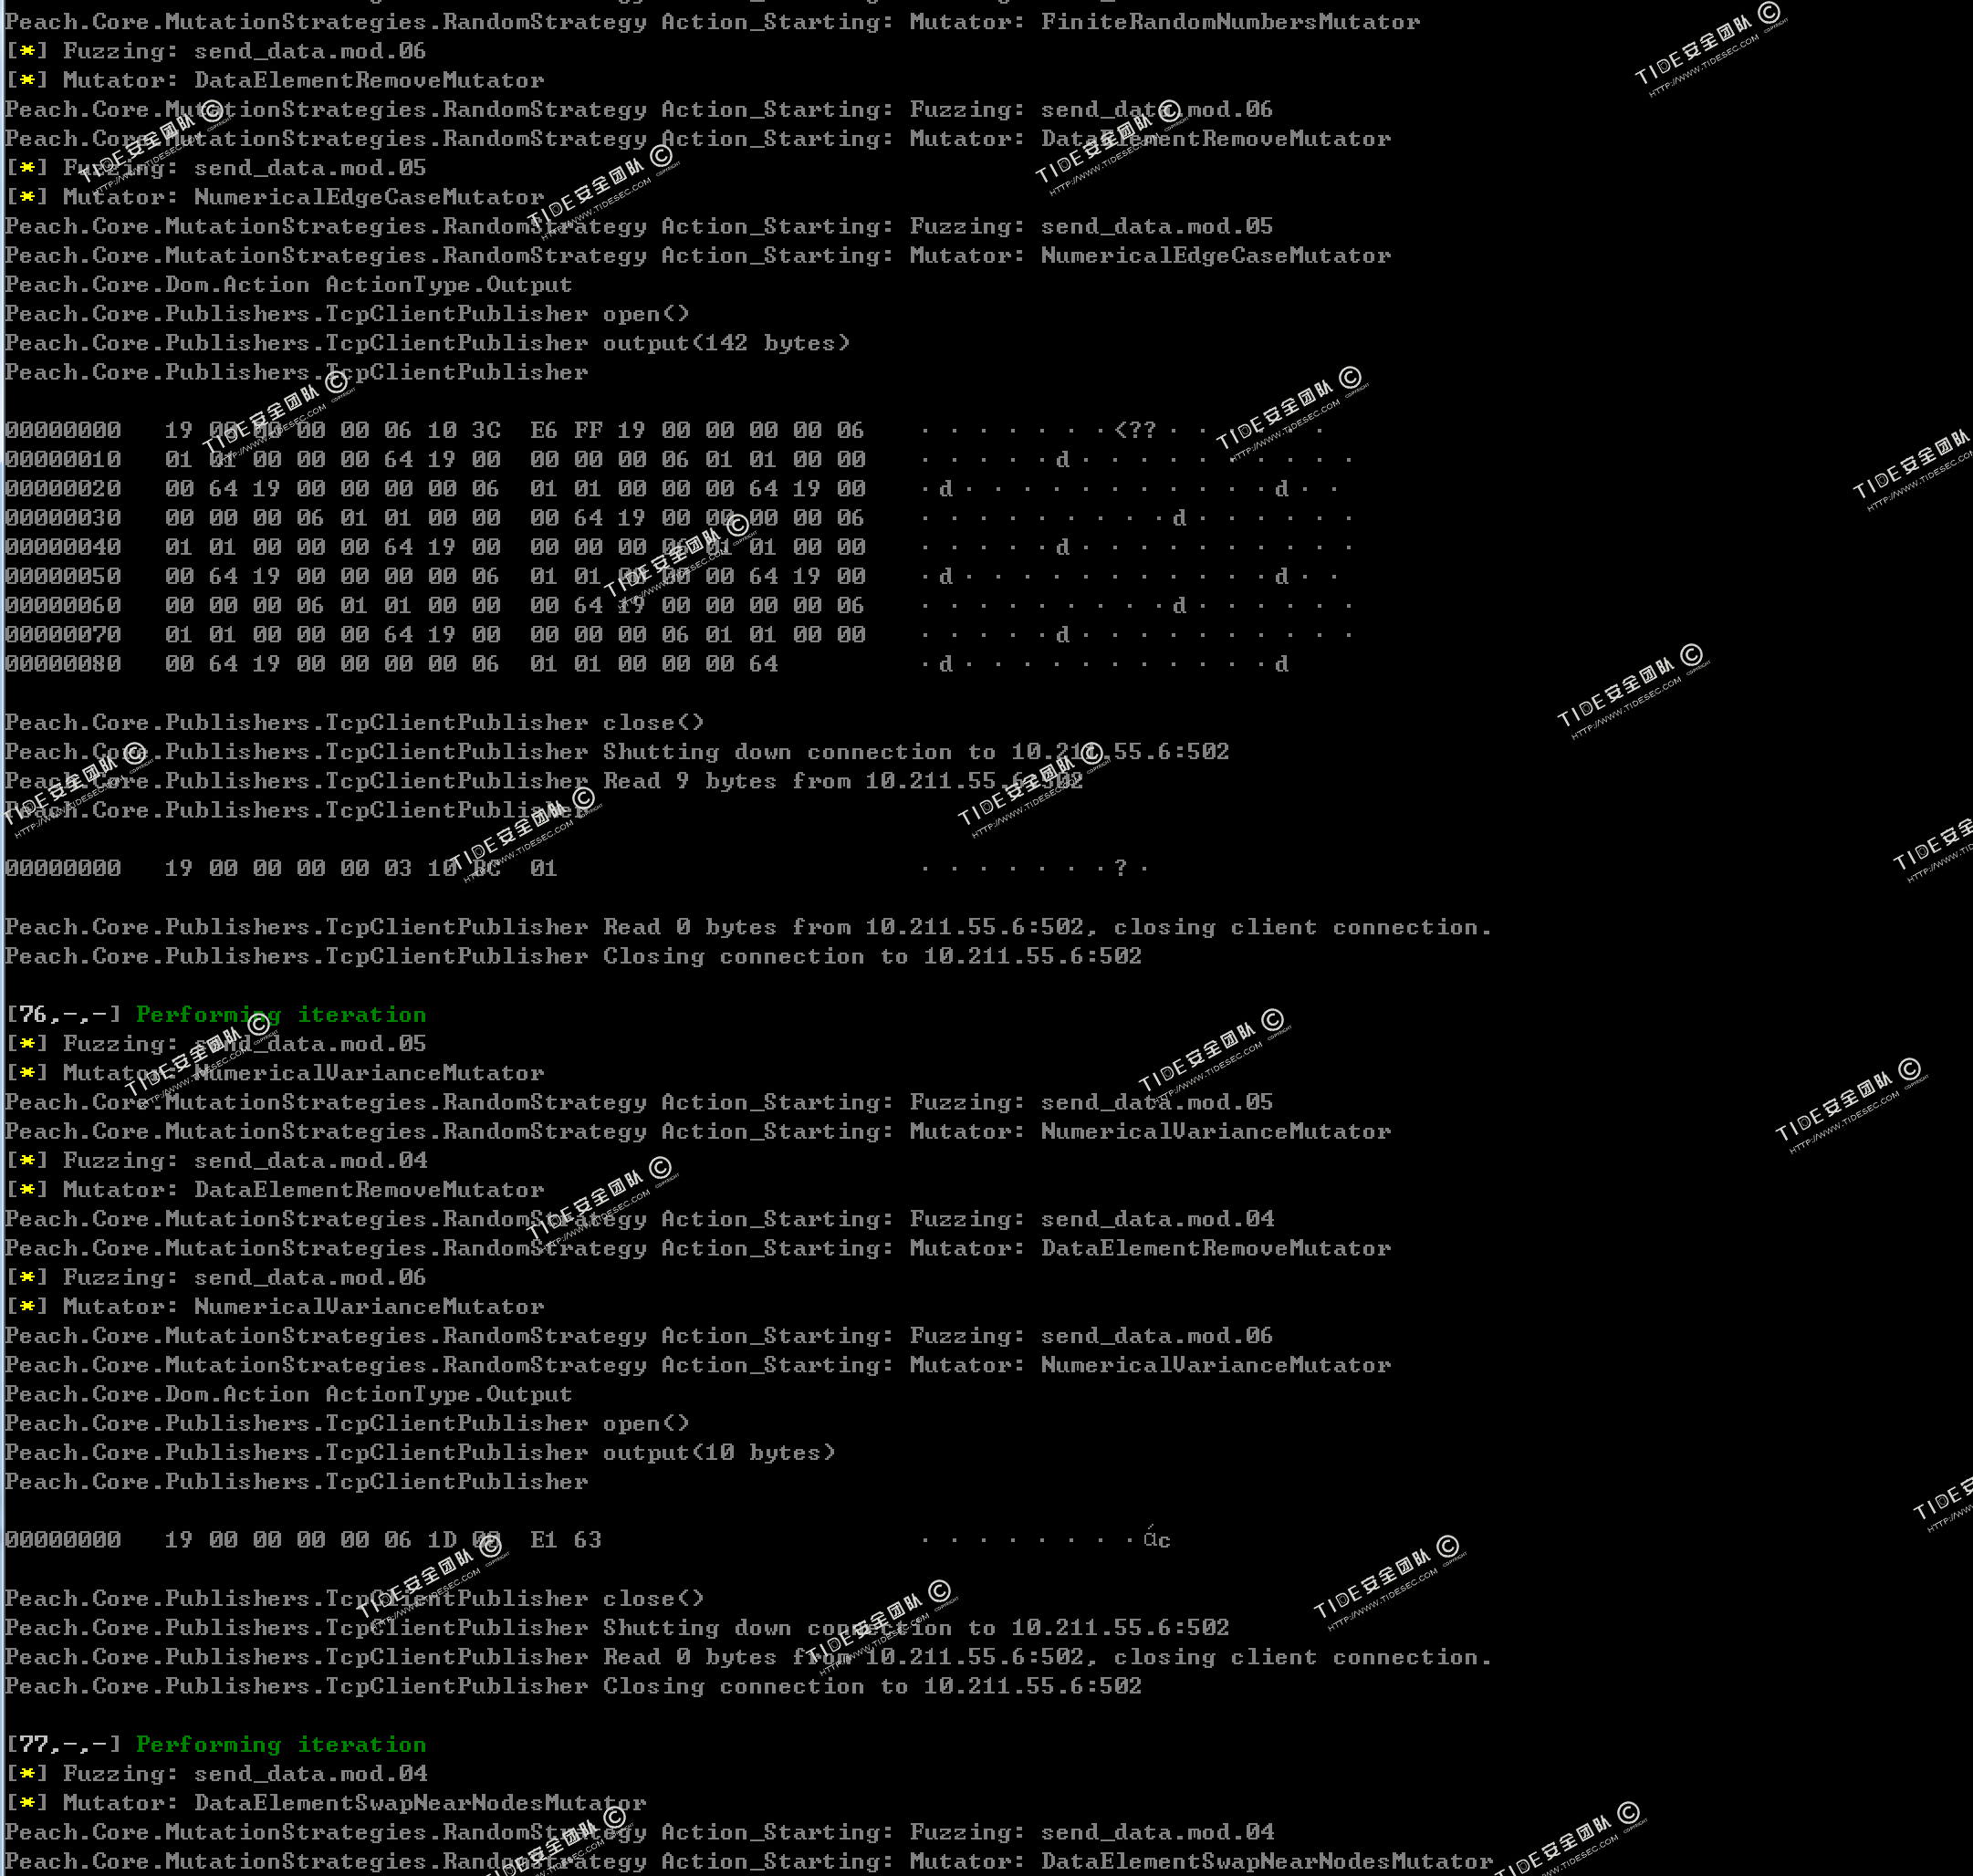 Peach.Core.MutationStrategies.RandomStrategy Action_Starting: Mutator: FiniteRandomNumbersMutator
[*] Fuzzing: send_data.mod.06
[*] Mutator: DataElementRemoveMutator
Peach.Core.MutationStrategies.RandomStrategy Action_Starting: Fuzzing: send_data.mod.06
Peach.Core.MutationStrategies.RandomStrategy Action_Starting: Mutator: DataElementRemoveMutator
[*] Fuzzing: send_data.mod.05
[*] Mutator: NumericalEdgeCaseMutator
Peach.Core.MutationStrategies.RandomStrategy Action_Starting: Fuzzing: send_data.mod.05
Peach.Core.MutationStrategies.RandomStrategy Action_Starting: Mutator: NumericalEdgeCaseMutator
Peach.Core.Dom.Action ActionType.Output
Peach.Core.Publishers.TcpClientPublisher open()
Peach.Core.Publishers.TcpClientPublisher output(142 bytes)
Peach.Core.Publishers.TcpClientPublisher
00000000   19 00 00 00 00 06 10 3C  E6 FF 19 00 00 00 00 06    ·······<??······
00000010   01 01 00 00 00 64 19 00  00 00 00 06 01 01 00 00    ·····d··········
00000020   00 64 19 00 00 00 00 06  01 01 00 00 00 64 19 00    ·d···········d··
00000030   00 00 00 06 01 01 00 00  00 64 19 00 00 00 00 06    ·········d······
00000040   01 01 00 00 00 64 19 00  00 00 00 06 01 01 00 00    ·····d··········
00000050   00 64 19 00 00 00 00 06  01 01 00 00 00 64 19 00    ·d···········d··
00000060   00 00 00 06 01 01 00 00  00 64 19 00 00 00 00 06    ·········d······
00000070   01 01 00 00 00 64 19 00  00 00 00 06 01 01 00 00    ·····d··········
00000080   00 64 19 00 00 00 00 06  01 01 00 00 00 64          ·d···········d
Peach.Core.Publishers.TcpClientPublisher close()
Peach.Core.Publishers.TcpClientPublisher Shutting down connection to 10.211.55.6:502
Peach.Core.Publishers.TcpClientPublisher Read 9 bytes from 10.211.55.6:502
Peach.Core.Publishers.TcpClientPublisher
00000000   19 00 00 00 00 03 10 BC  01                         ·······?·
Peach.Core.Publishers.TcpClientPublisher Read 0 bytes from 10.211.55.6:502, closing client connection.
Peach.Core.Publishers.TcpClientPublisher Closing connection to 10.211.55.6:502
[76,-,-] Performing iteration
[*] Fuzzing: send_data.mod.05
[*] Mutator: NumericalVarianceMutator
Peach.Core.MutationStrategies.RandomStrategy Action_Starting: Fuzzing: send_data.mod.05
Peach.Core.MutationStrategies.RandomStrategy Action_Starting: Mutator: NumericalVarianceMutator
[*] Fuzzing: send_data.mod.04
[*] Mutator: DataElementRemoveMutator
Peach.Core.MutationStrategies.RandomStrategy Action_Starting: Fuzzing: send_data.mod.04
Peach.Core.MutationStrategies.RandomStrategy Action_Starting: Mutator: DataElementRemoveMutator
[*] Fuzzing: send_data.mod.06
[*] Mutator: NumericalVarianceMutator
Peach.Core.MutationStrategies.RandomStrategy Action_Starting: Fuzzing: send_data.mod.06
Peach.Core.MutationStrategies.RandomStrategy Action_Starting: Mutator: NumericalVarianceMutator
Peach.Core.Dom.Action ActionType.Output
Peach.Core.Publishers.TcpClientPublisher open()
Peach.Core.Publishers.TcpClientPublisher output(10 bytes)
Peach.Core.Publishers.TcpClientPublisher
00000000   19 00 00 00 00 06 1D 00  E1 63                      ········ác
Peach.Core.Publishers.TcpClientPublisher close()
Peach.Core.Publishers.TcpClientPublisher Shutting down connection to 10.211.55.6:502
Peach.Core.Publishers.TcpClientPublisher Read 0 bytes from 10.211.55.6:502, closing client connection.
Peach.Core.Publishers.TcpClientPublisher Closing connection to 10.211.55.6:502
[77,-,-] Performing iteration
[*] Fuzzing: send_data.mod.04
[*] Mutator: DataElementSwapNearNodesMutator
Peach.Core.MutationStrategies.RandomStrategy Action_Starting: Fuzzing: send_data.mod.04
Peach.Core.MutationStrategies.RandomStrategy Action_Starting: Mutator: DataElementSwapNearNodesMutator
TIDE安全团队 ©
HTTP://WWW.TIDESEC.COM COPYRIGHT